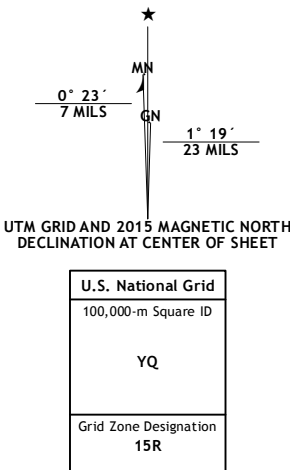 ★
MN
0° 23´
7 MILS
GN
1° 19´
23 MILS
UTM GRID AND 2015 MAGNETIC NORTH
DECLINATION AT CENTER OF SHEET
U.S. National Grid
100,000-m Square ID
YQ
Grid Zone Designation
15R